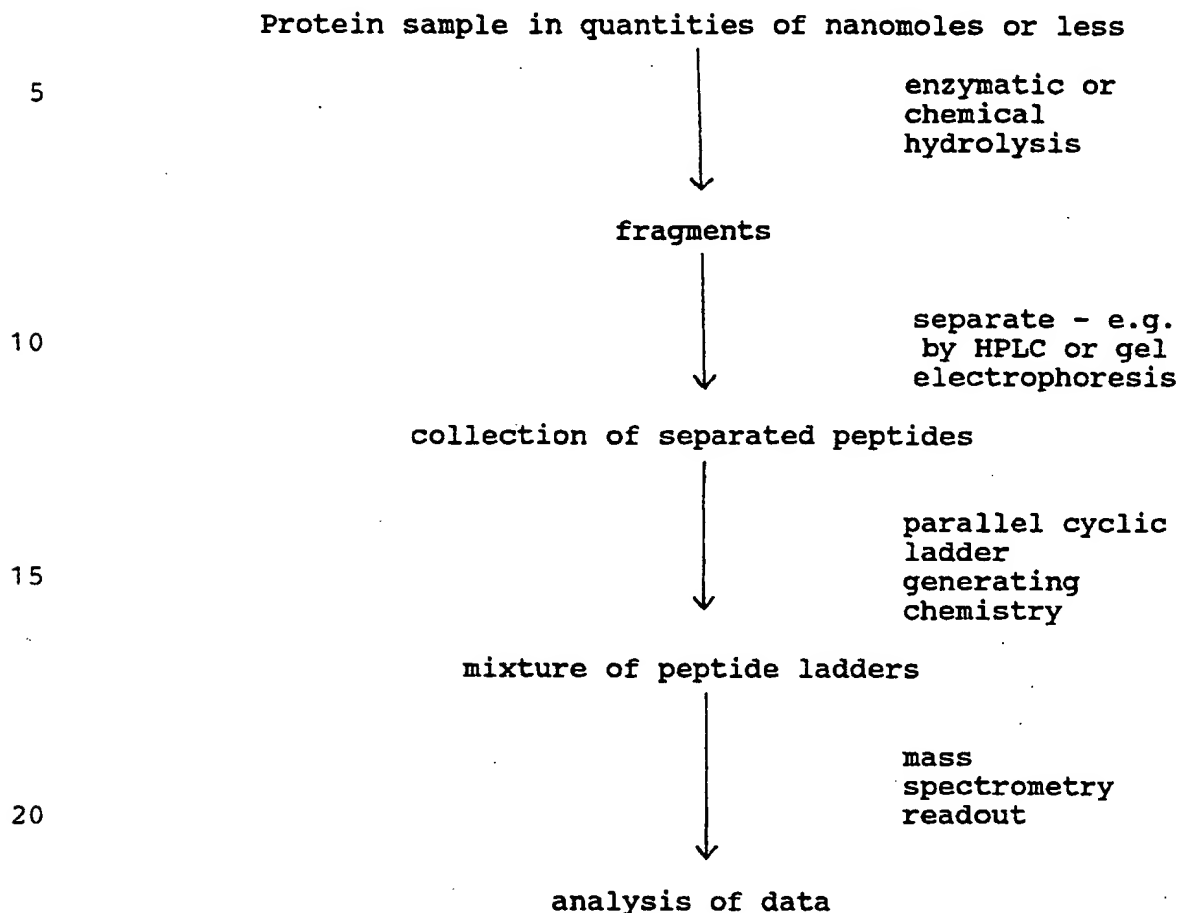 Protein sample in quantities of nanomoles or less
5
enzymatic or
chemical
hydrolysis
fragments
10
separate - e.g.
by HPLC or gel
electrophoresis
collection of separated peptides
15
parallel cyclic
ladder
generating
chemistry
mixture of peptide ladders
20
mass
spectrometry
readout
analysis of data